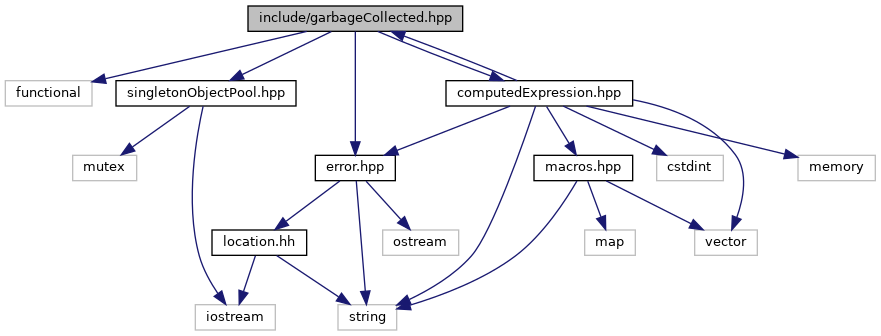 include/garbageCollected.hpp
functional
singletonObjectPool.hpp
computedExpression.hpp
mutex
error.hpp
macros.hpp
cstdint
memory
location.hh
ostream
map
vector
iostream
string